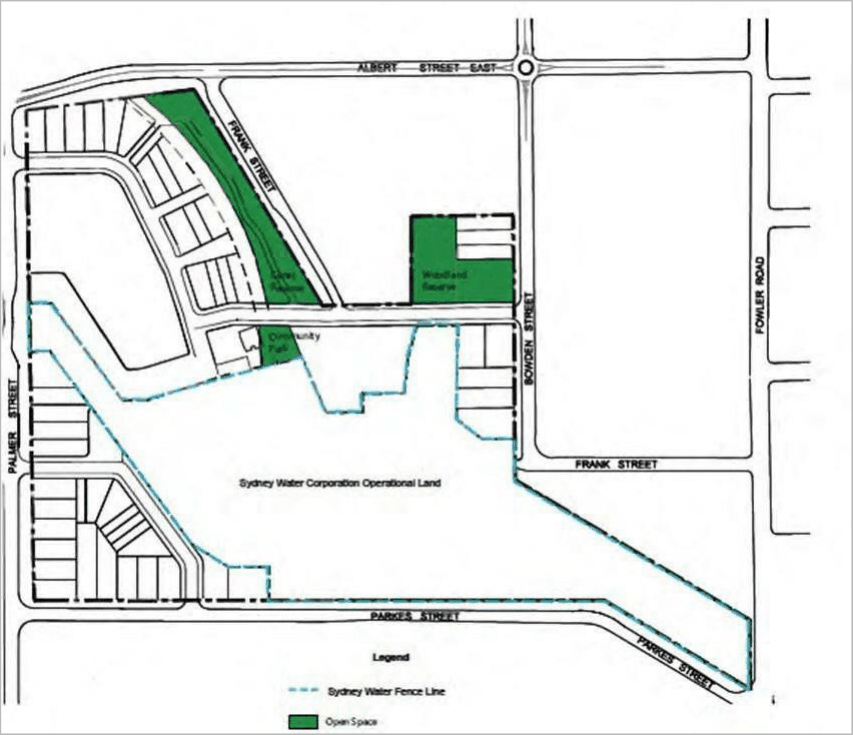 ALBERT STREET EAST
FRANK STREET
Reserve
Woodland
Reserve
Community
Park
BOWDEN STREET
FOWLER ROAD
PALMER STREET
FRANK STREET
Sydney Water Corporation Operational Land
PARKES STREET
PARKES STREET
Legend
Sydney Water Fence Line
Open Space